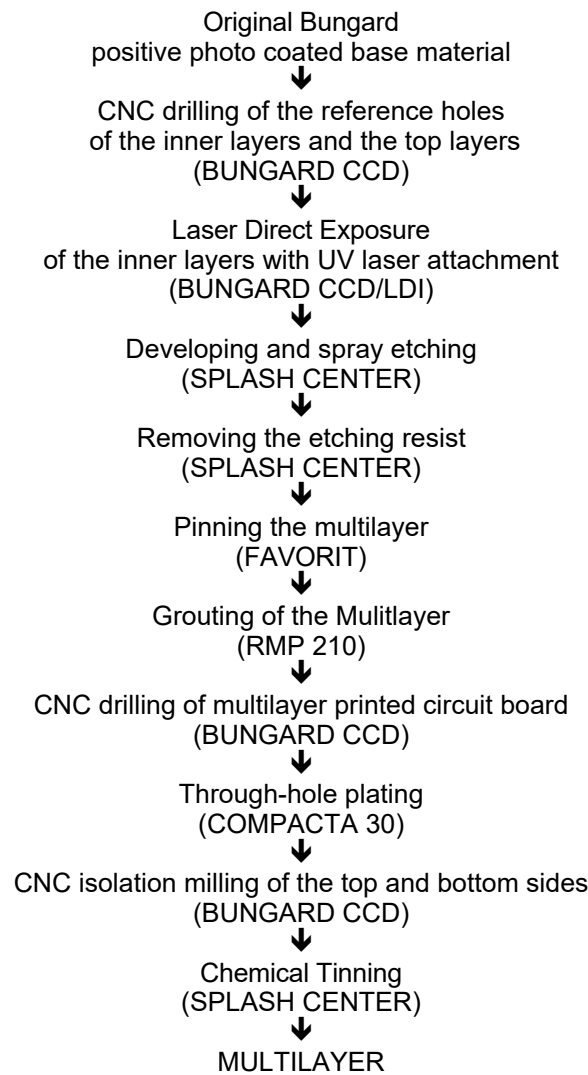 Original Bungard
positive photo coated base material
CNC drilling of the reference holes
of the inner layers and the top layers
(BUNGARD CCD)
Laser Direct Exposure
of the inner layers with UV laser attachment
(BUNGARD CCD/LDI)
Developing and spray etching
(SPLASH CENTER)
Removing the etching resist
(SPLASH CENTER)
Pinning the multilayer
(FAVORIT)
Grouting of the Mulitlayer
(RMP 210)
CNC drilling of multilayer printed circuit board
(BUNGARD CCD)
Through-hole plating
(COMPACTA 30)
CNC isolation milling of the top and bottom sides
(BUNGARD CCD)
Chemical Tinning
(SPLASH CENTER)
MULTILAYER